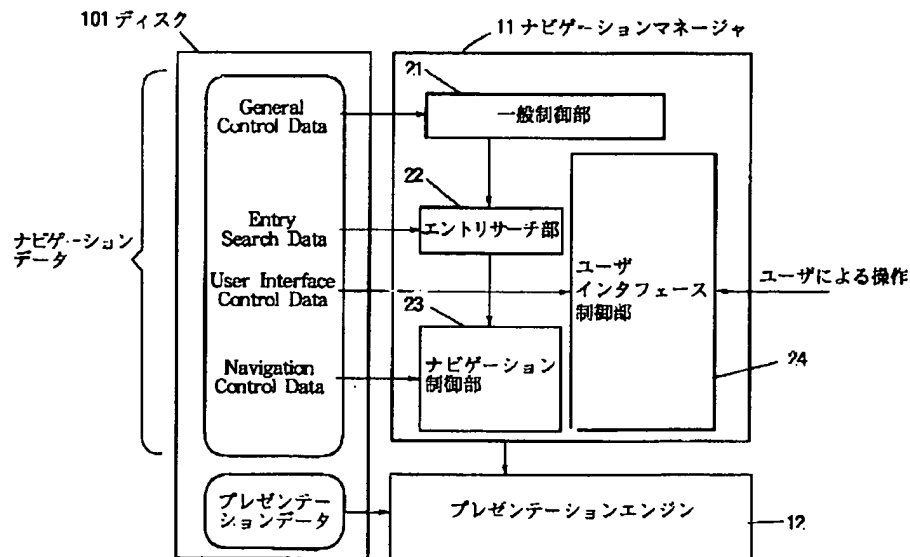 101 ディスク
11 ナビゲーションマネージャ
21
General
Control Data
一般制御部
22
Entry
Search Data
エントリサーチ部
ナビゲーション
データ
User Interface
Control Data
ユーザ
インタフェース
制御部
ユーザによる操作
23
Navigation
Control Data
ナビゲーション
制御部
24
プレゼンテー
ションデータ
プレゼンテーションエンジン
12